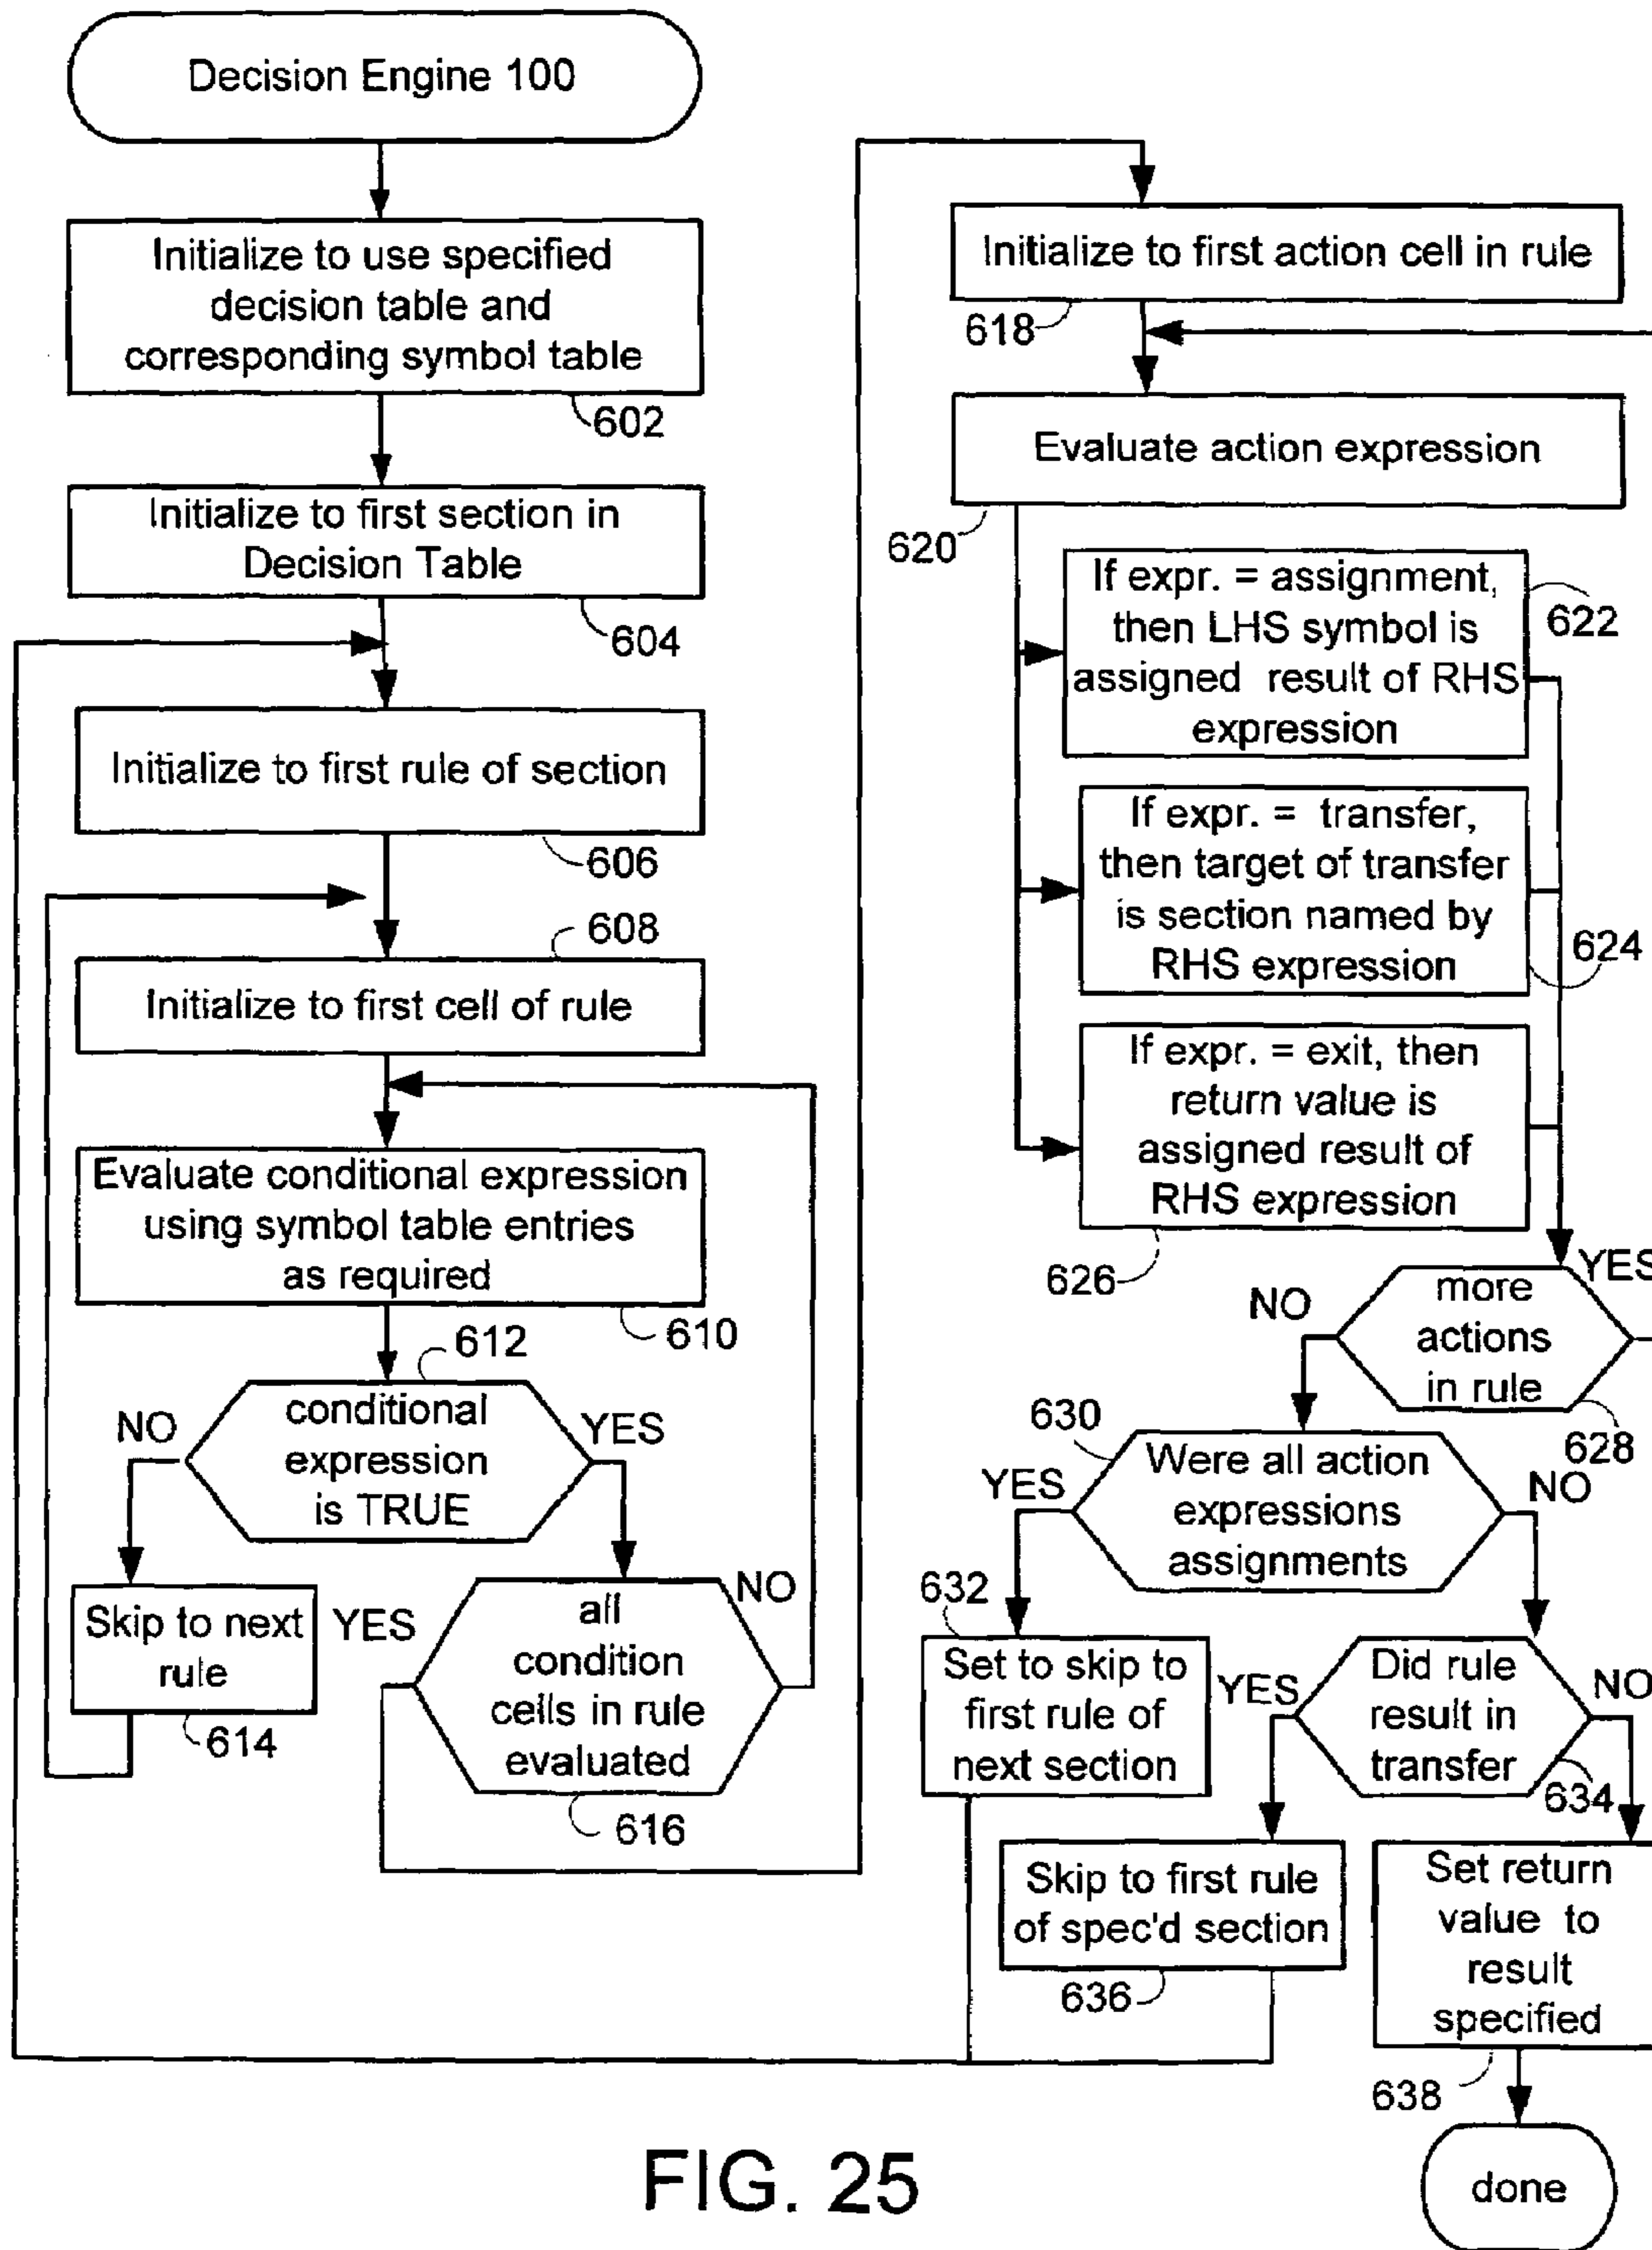 Decision Engine 100
Initialize to use specified
decision table and
corresponding symbol table
602
Initialize to first section in
Decision Table
604
Initialize to first rule of section
606
608
Initialize to first cell of rule
Evaluate conditional expression
using symbol table entries
as required
610
612
conditional
expression
is TRUE
NO
YES
Skip to next
rule
614
YES
all
condition
cells in rule
evaluated
NO
616
Initialize to first action cell in rule
618
Evaluate action expression
620
If expr. = assignment,
then LHS symbol is
assigned result of RHS
expression
622
If expr. = transfer,
then target of transfer
is section named by
RHS expression
624
If expr. = exit, then
return value is
assigned result of
RHS expression
626
YES
NO
more
actions
in rule
628
630
YES
Were all action
expressions
assignments
NO
632
Set to skip to
first rule of
next section
YES
Did rule
result in
transfer
NO
634
Skip to first rule
of spec'd section
636
Set return
value to
result
specified
638
done
FIG. 25